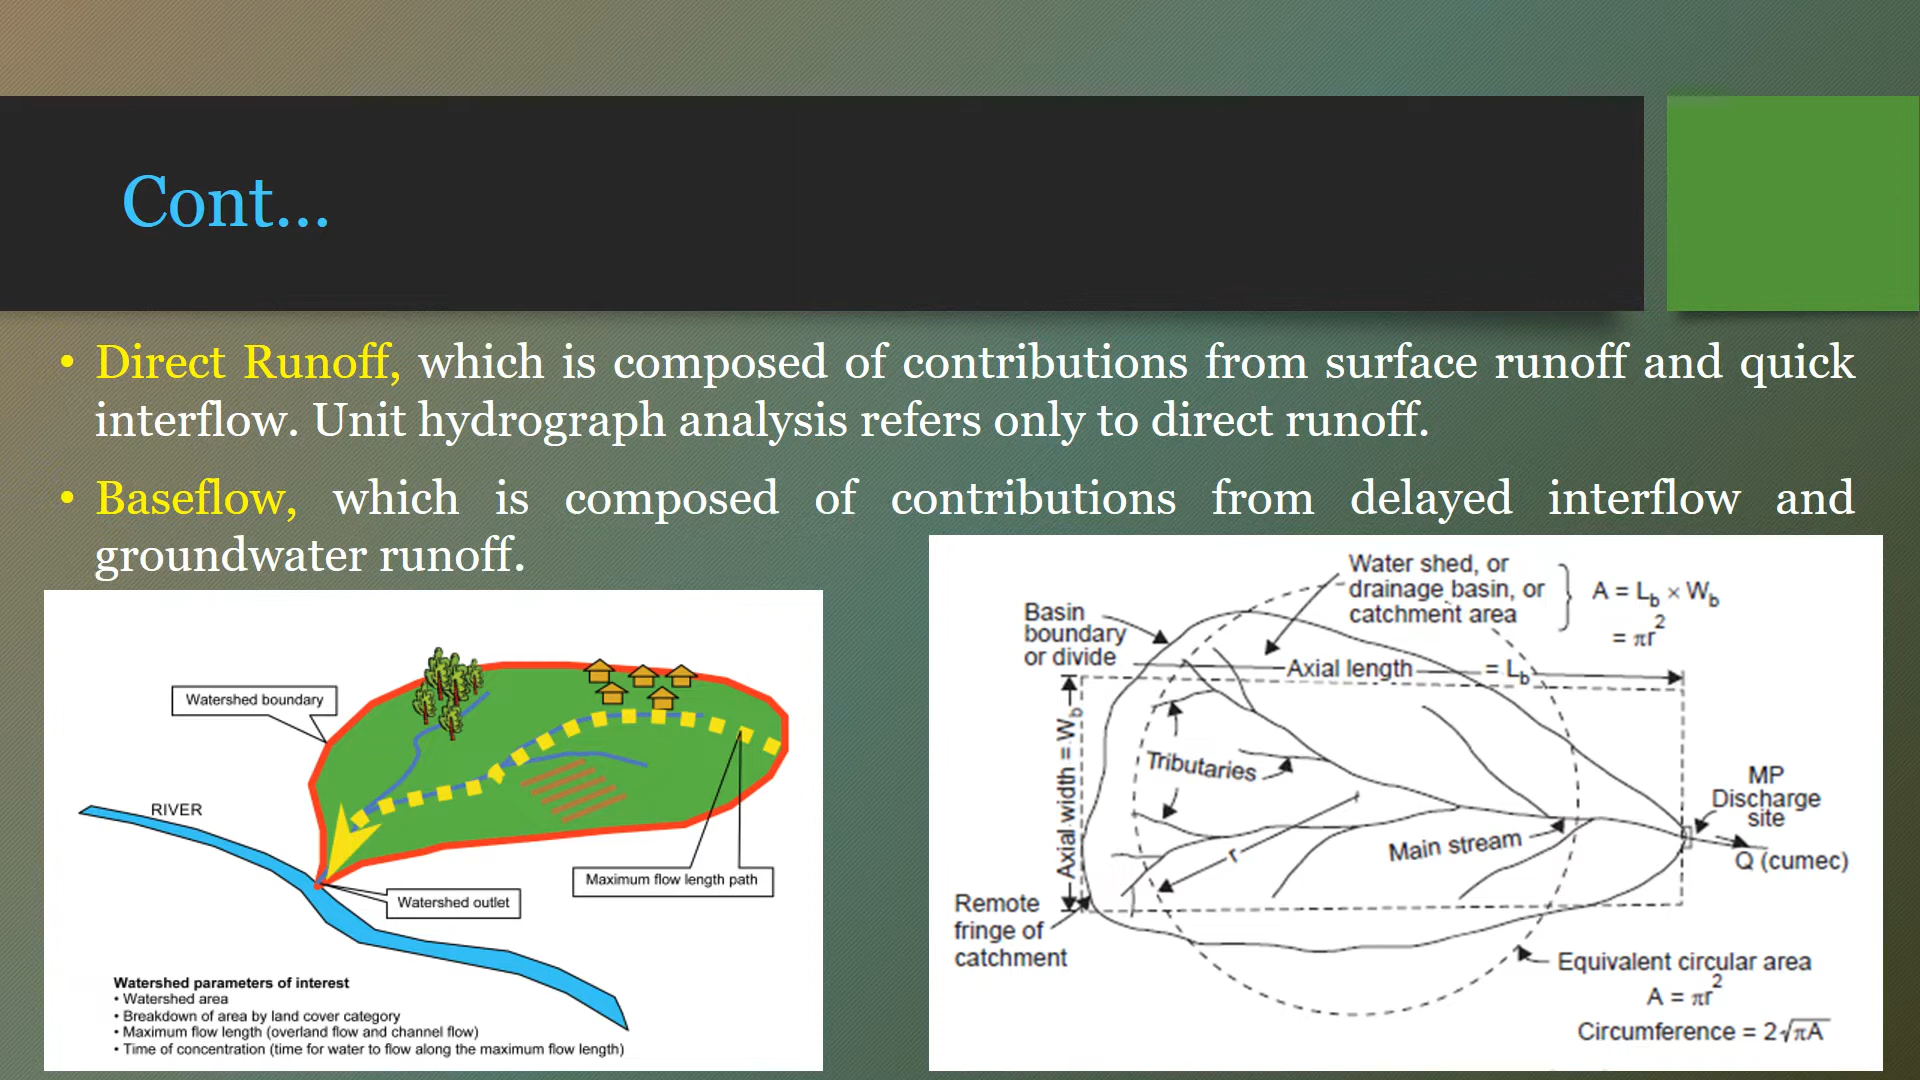 Cont...
• Direct Runoff, which is composed of contributions from surface runoff and quick
interflow. Unit hydrograph analysis refers only to direct runoff.
• Baseflow, which is composed of contributions from delayed interflow and
groundwater runoff.
Watershed boundary
RIVER
Maximum flow length path
Watershed outlet
Watershed parameters of interest
• Watershed area
• Breakdown of area by land cover category
• Maximum flow length (overland flow and channel flow)
• Time of concentration (time for water to flow along the maximum flow length)
Water shed, or
drainage basin, or
catchment area
A = Lb × Wb
= πr²
Basin
boundary
or divide
Axial length = Lb
Axial width = Wb
Tributaries
MP
Discharge
site
Main stream
r
Q (cumec)
Remote
fringe of
catchment
Equivalent circular area
A = πr²
Circumference = 2√πA